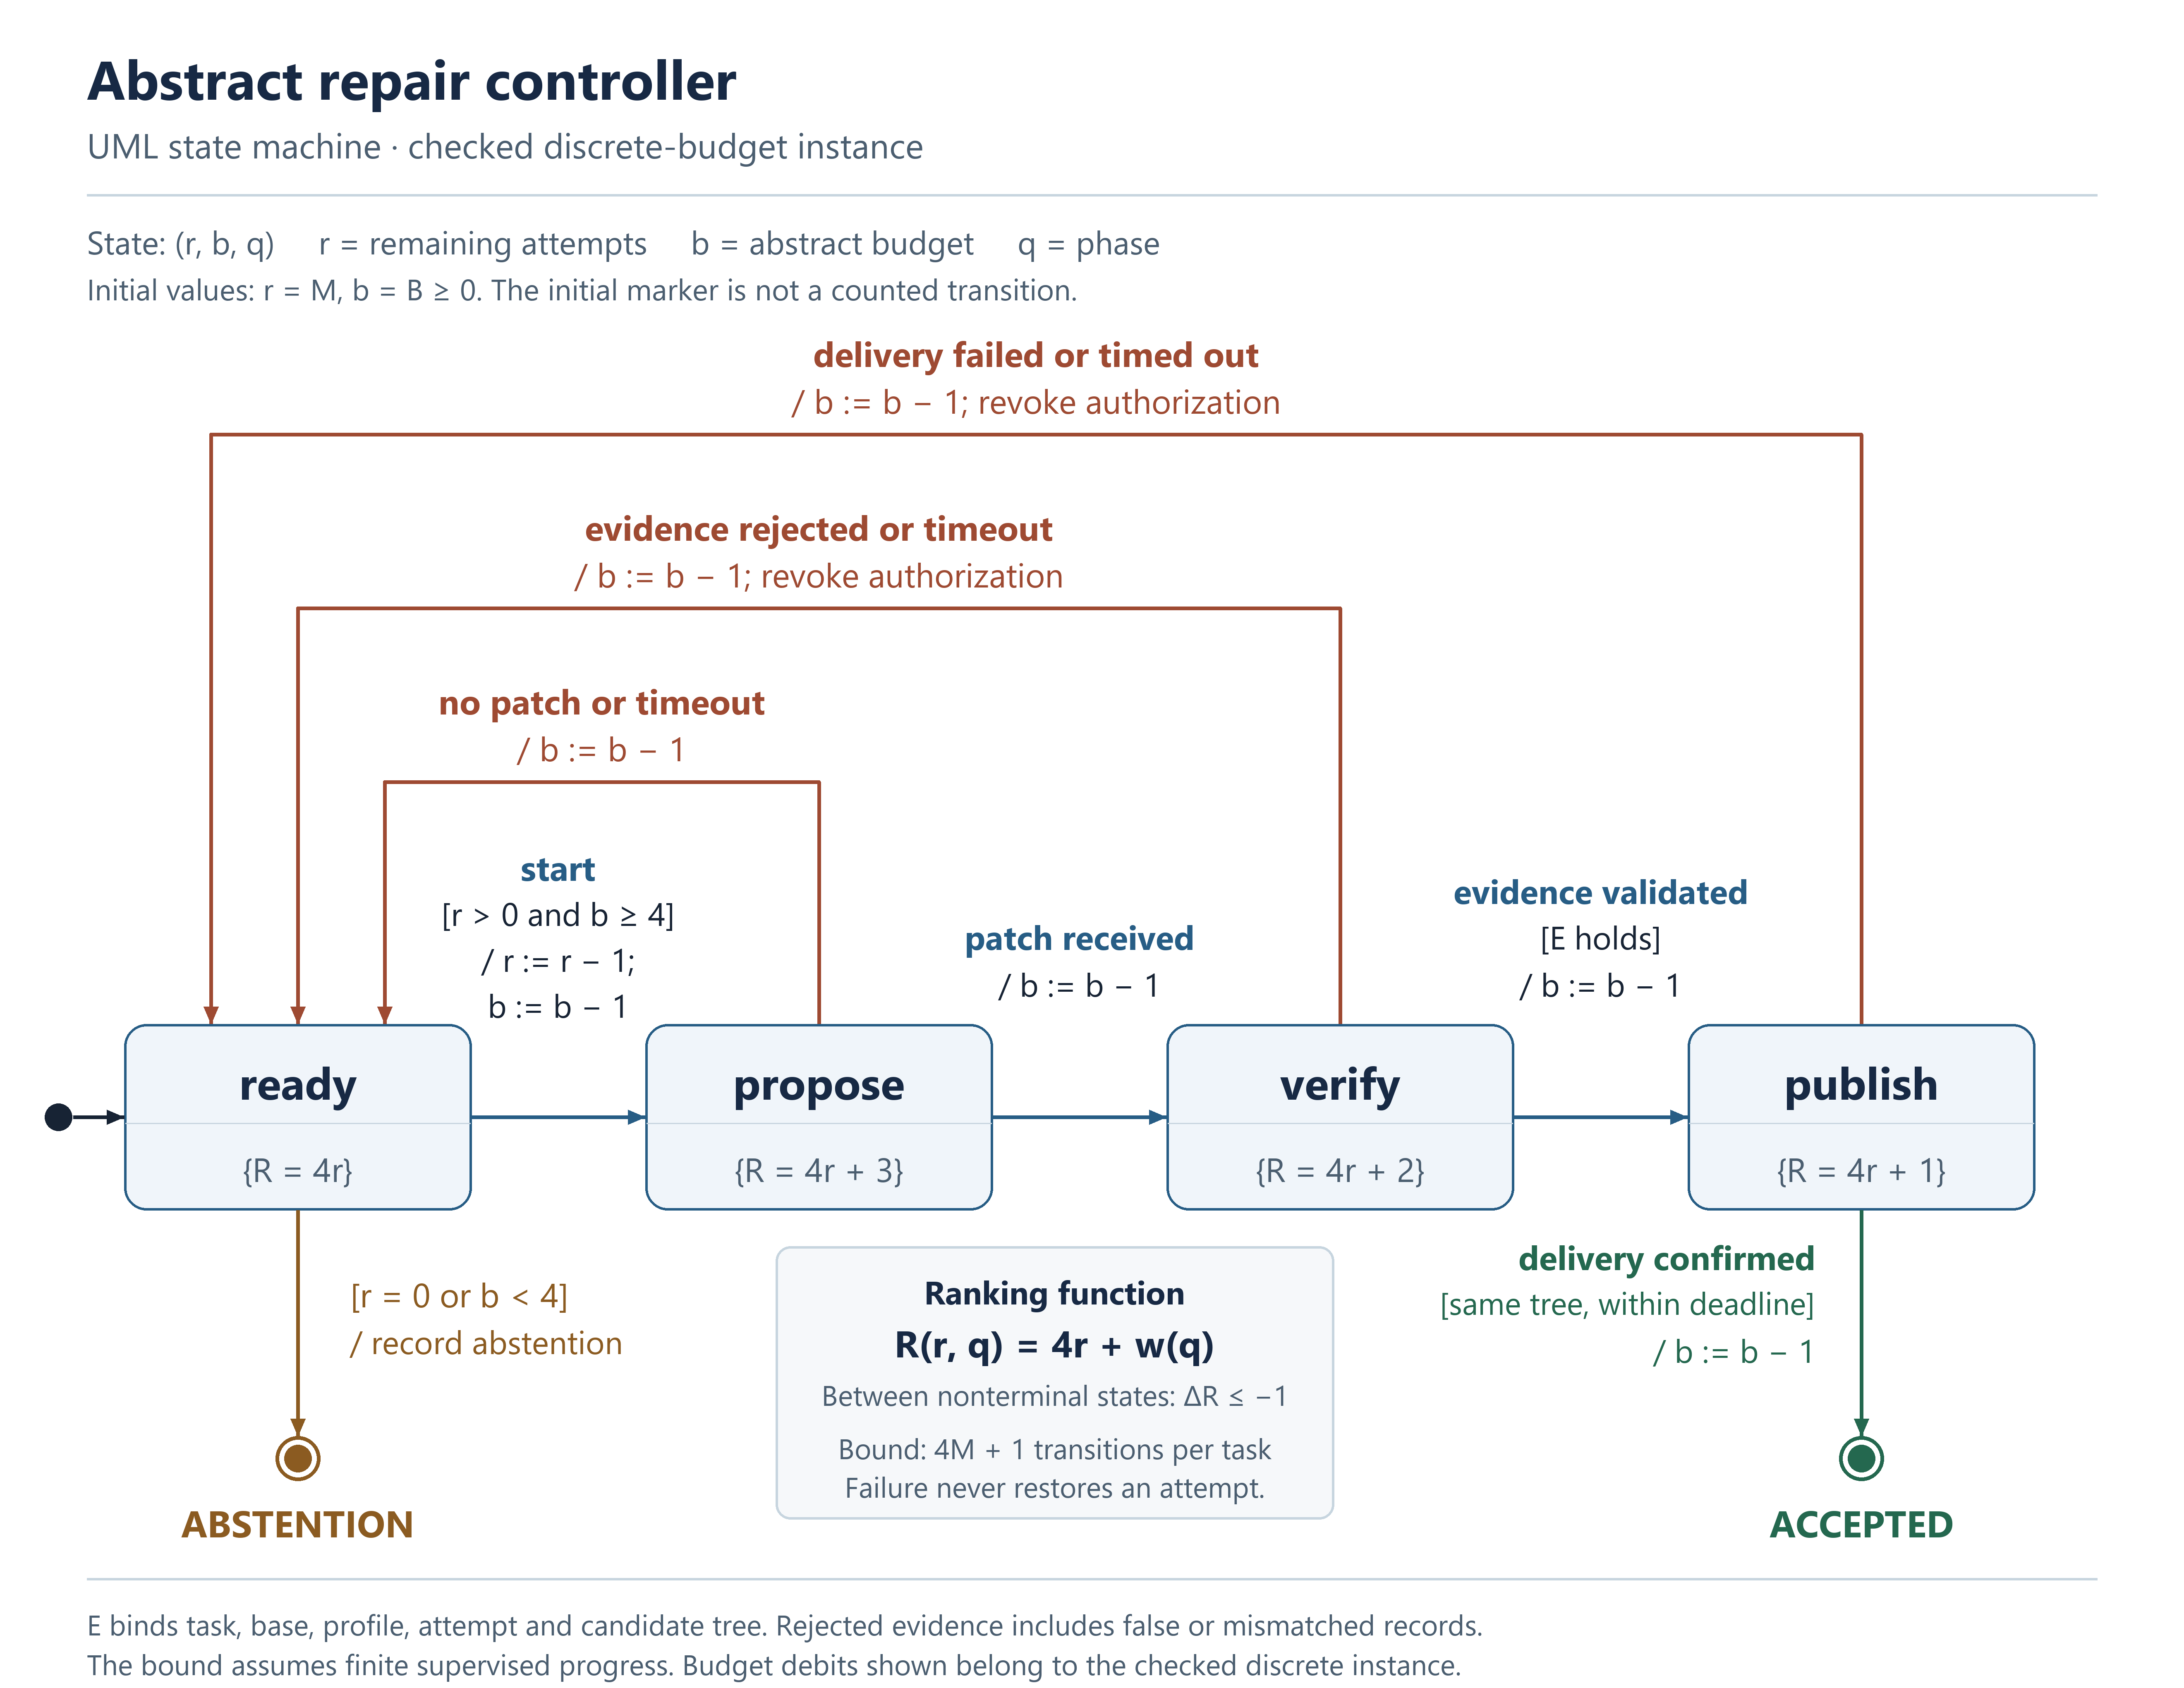 Abstract repair controller
UML state machine · checked discrete-budget instance
State: (r, b, q)  r = remaining attempts  b = abstract budget  q = phase
Initial values: r = M, b = B ≥ 0. The initial marker is not a counted transition.
delivery failed or timed out
/ b := b − 1; revoke authorization
evidence rejected or timeout
/ b := b − 1; revoke authorization
no patch or timeout
/ b := b − 1
start
[r > 0 and b ≥ 4]
/ r := r − 1;
b := b − 1
patch received
/ b := b − 1
evidence validated
[E holds]
/ b := b − 1
ready
{R = 4r}
propose
{R = 4r + 3}
verify
{R = 4r + 2}
publish
{R = 4r + 1}
[r = 0 or b < 4]
/ record abstention
Ranking function
R(r, q) = 4r + w(q)
Between nonterminal states: ΔR ≤ −1
Bound: 4M + 1 transitions per task
Failure never restores an attempt.
delivery confirmed
[same tree, within deadline]
/ b := b − 1
ABSTENTION
ACCEPTED
E binds task, base, profile, attempt and candidate tree. Rejected evidence includes false or mismatched records.
The bound assumes finite supervised progress. Budget debits shown belong to the checked discrete instance.